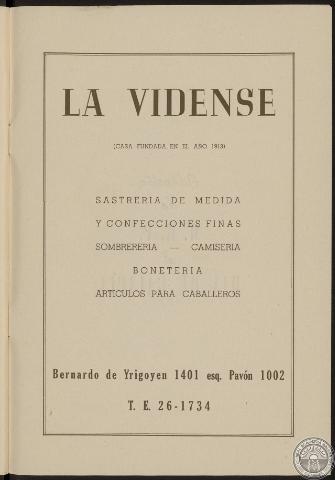 LA VIDENSE
(CASA FUNDADA EN EL AÑO 1913)
SASTRERIA DE MEDIDA
Y CONFECCIONES FINAS
SOMBRERERIA — CAMISERIA
BONETERIA
ARTICULOS PARA CABALLEROS
Bernardo de Yrigoyen 1401 esq. Pavón 1002
T. E. 26-1734